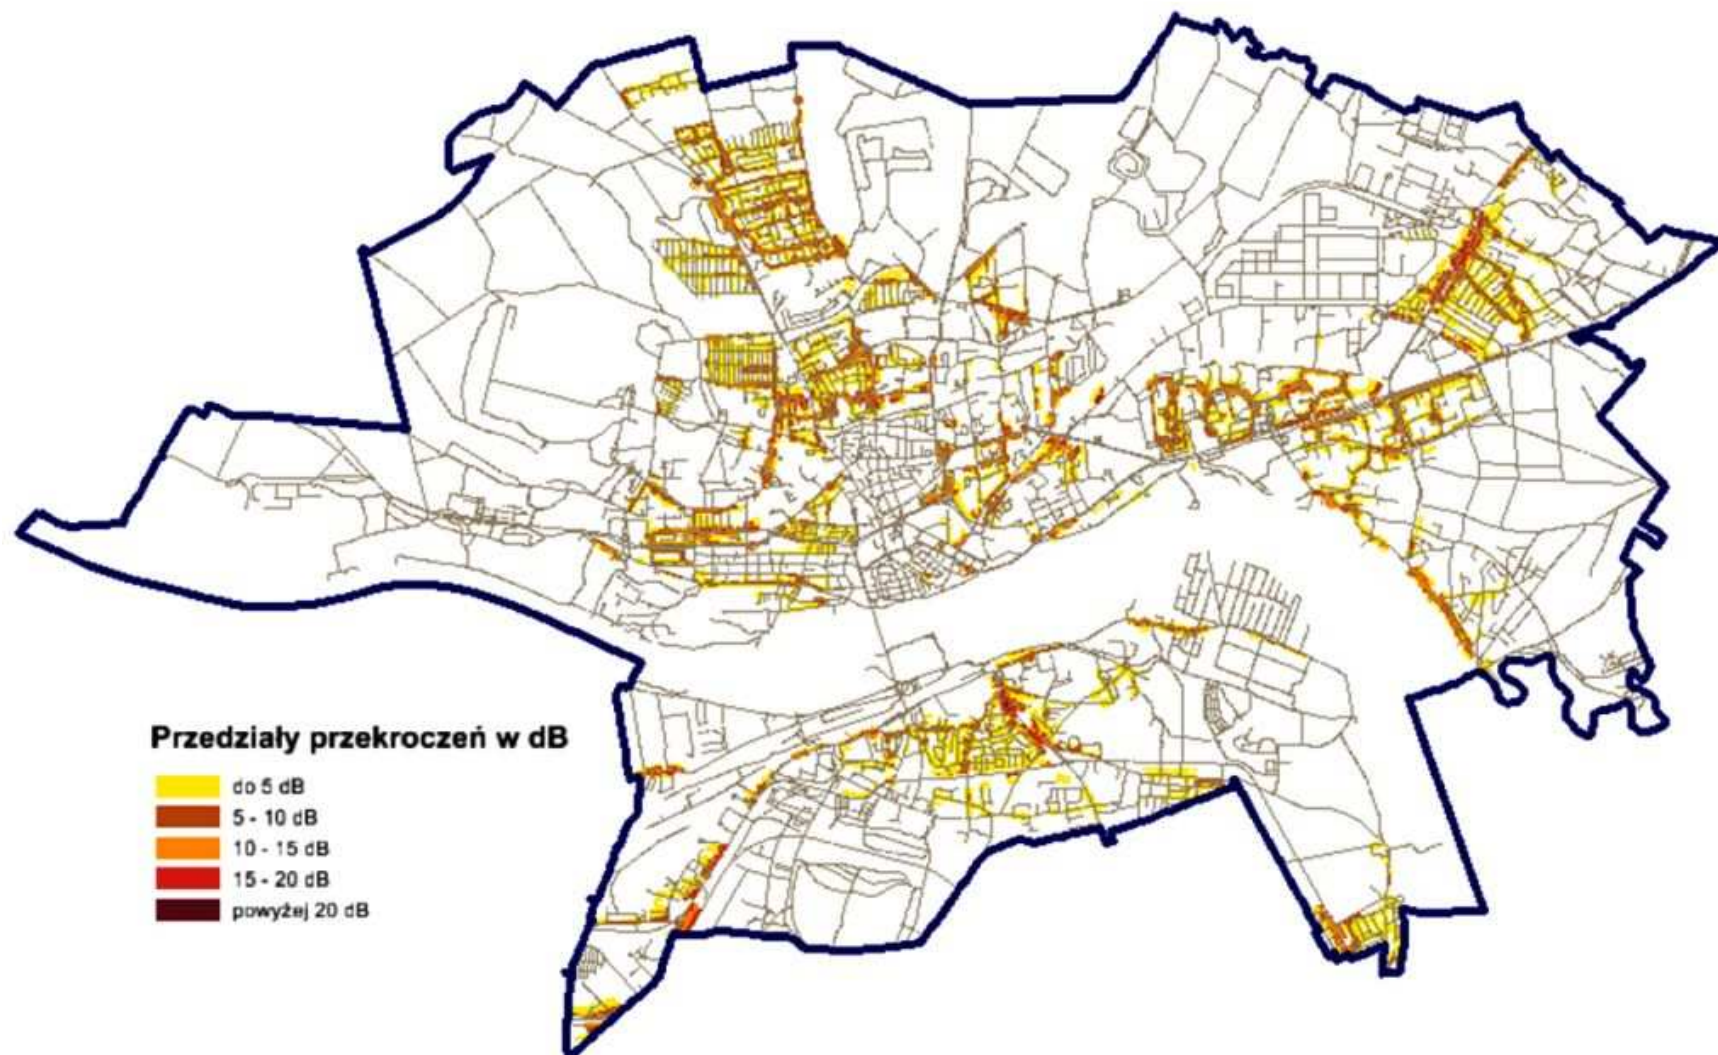 Przedziały przekroczeń w dB
do 5 dB
5 - 10 dB
10 - 15 dB
15 - 20 dB
powyżej 20 dB